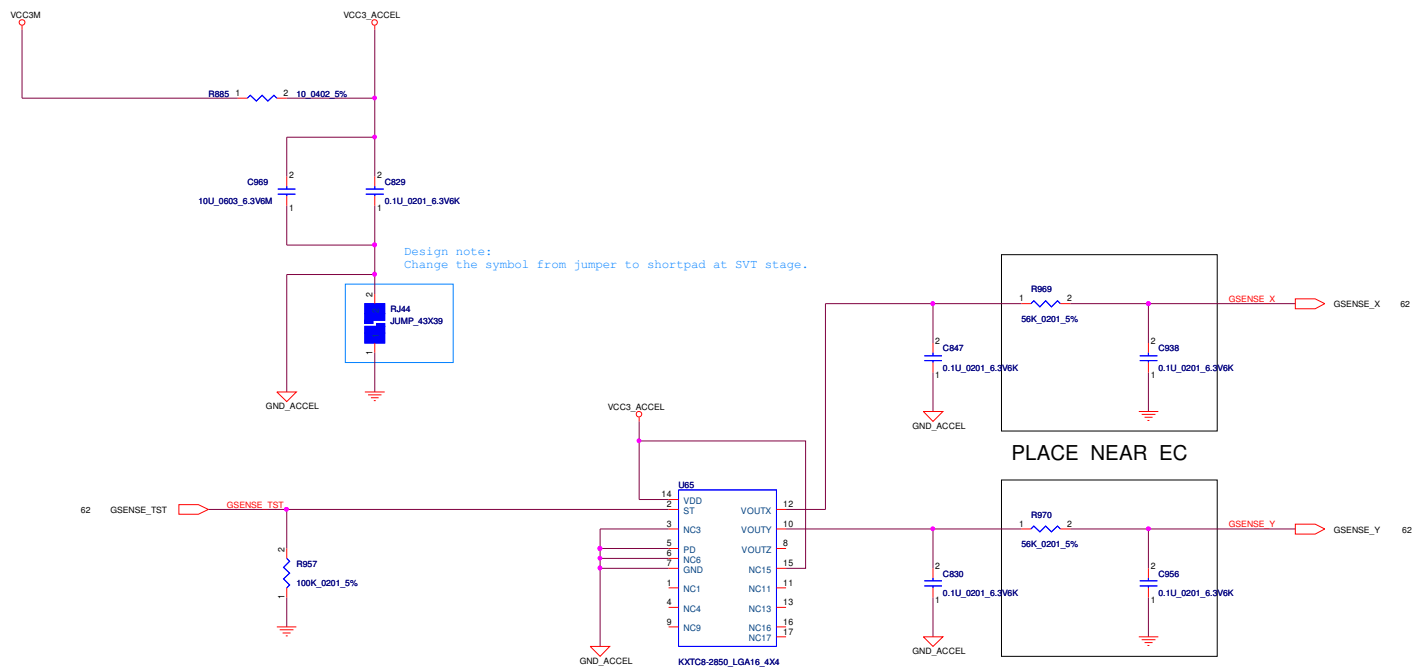 VCC3M
VCC3_ACCEL
R885 1 2 10_0402_5%
C969
2
10U_0603_6.3V6M
1
2
C829
0.1U_0201_6.3V6K
1
Design note:
Change the symbol from jumper to shortpad at SVT stage.
2
RJ44
JUMP_43X39
1
GND_ACCEL
R969
1 2
56K_0201_5%
GSENSE_X
GSENSE_X 62
2
C847
0.1U_0201_6.3V6K
1
GND_ACCEL
2
C938
0.1U_0201_6.3V6K
1
PLACE NEAR EC
VCC3_ACCEL
62 GSENSE_TST
GSENSE_TST
2
R957
100K_0201_5%
1
U65
14 VDD
2 ST
3 NC3
5 PD
6 NC6
7 GND
1 NC1
4 NC4
9 NC9
VOUTX 12
VOUTY 10
VOUTZ 8
NC15 15
NC11 11
NC13 13
NC16 16
NC17 17
GND_ACCEL
KXTC8-2850_LGA16_4X4
R970
1 2
56K_0201_5%
GSENSE_Y
GSENSE_Y 62
2
C830
0.1U_0201_6.3V6K
1
GND_ACCEL
2
C956
0.1U_0201_6.3V6K
1